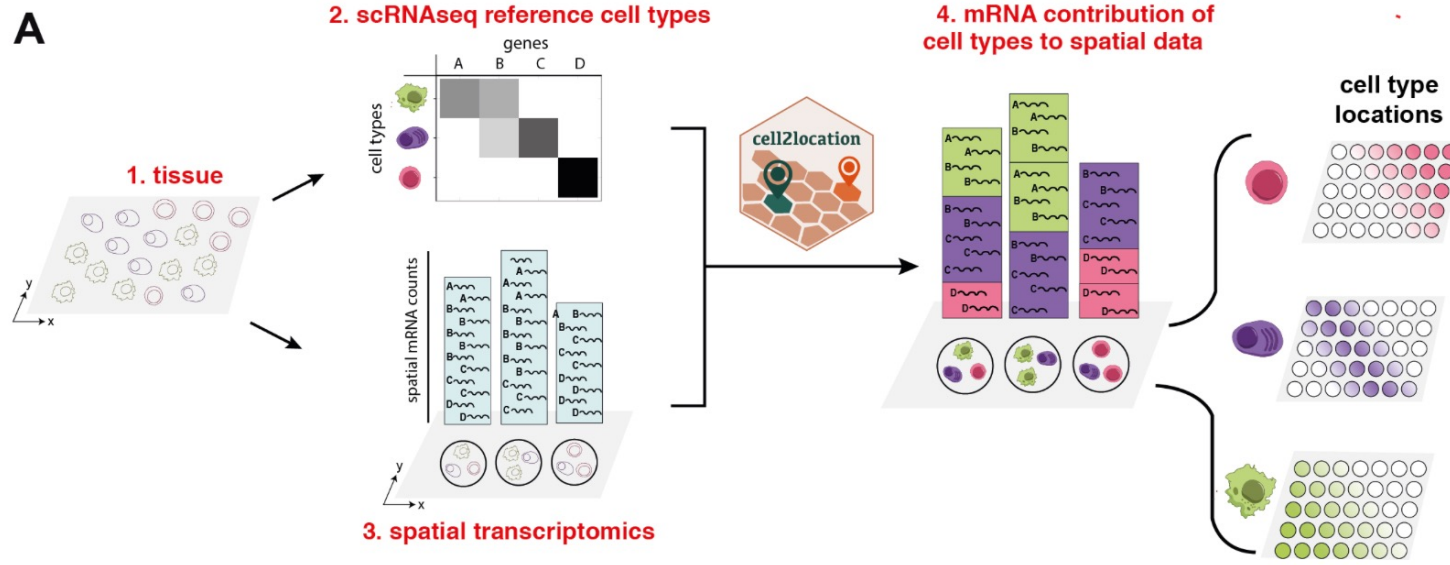 A
2. scRNAseq reference cell types
genes
A B C D
cell types
1. tissue
y
x
spatial mRNA counts
A
A
B
B
B
B
B
C
C
C
D
D
A
A
A
B
B
B
B
B
C
C
C
A B
B
C
C
D
D
D
D
y
x
3. spatial transcriptomics
cell2location
4. mRNA contribution of
cell types to spatial data
A
A
B
B
B
B
C
C
C
D
D
A
A
B
B
A
A
B
B
B
B
C
C
C
B
B
C
C
C
D
D
D
D
cell type
locations